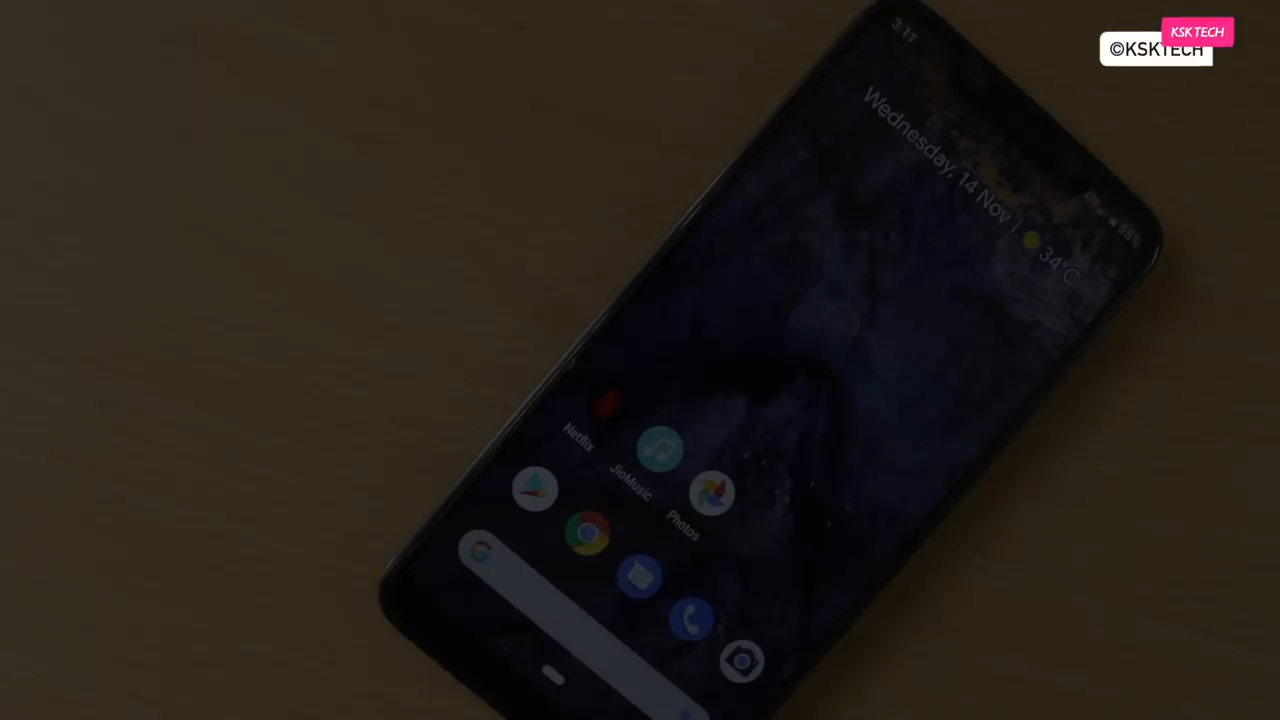 KSK TECH
©KSKTECH
3:11
Wednesday, 14 Nov | 34°C
Netflix
JioMusic
Photos